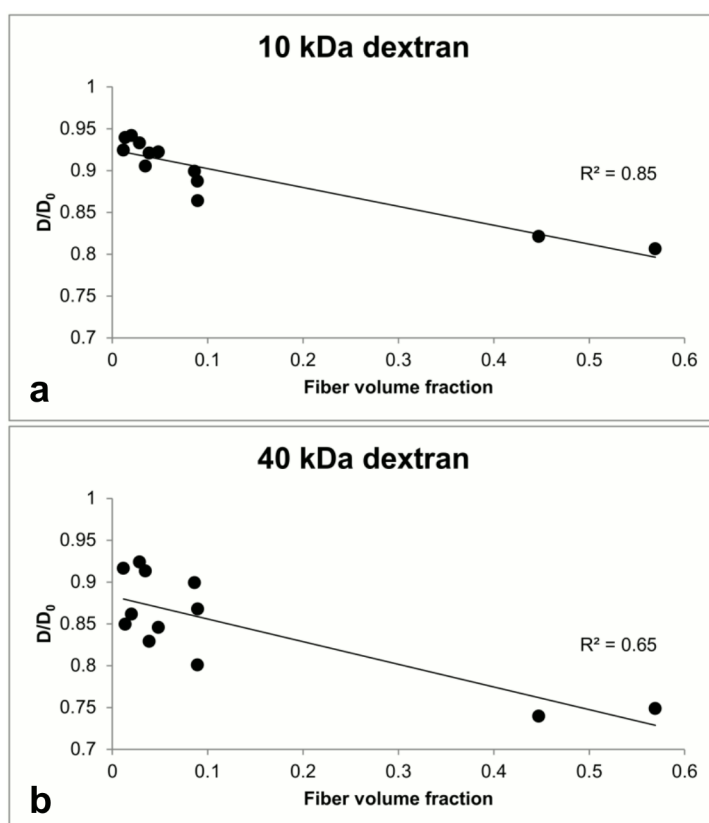 10 kDa dextran
1
0.95
0.9
0.85
0.8
0.75
0.7
D/D₀
R² = 0.85
0 0.1 0.2 0.3 0.4 0.5 0.6
Fiber volume fraction
a
40 kDa dextran
1
0.95
0.9
0.85
0.8
0.75
0.7
D/D₀
R² = 0.65
0 0.1 0.2 0.3 0.4 0.5 0.6
Fiber volume fraction
b